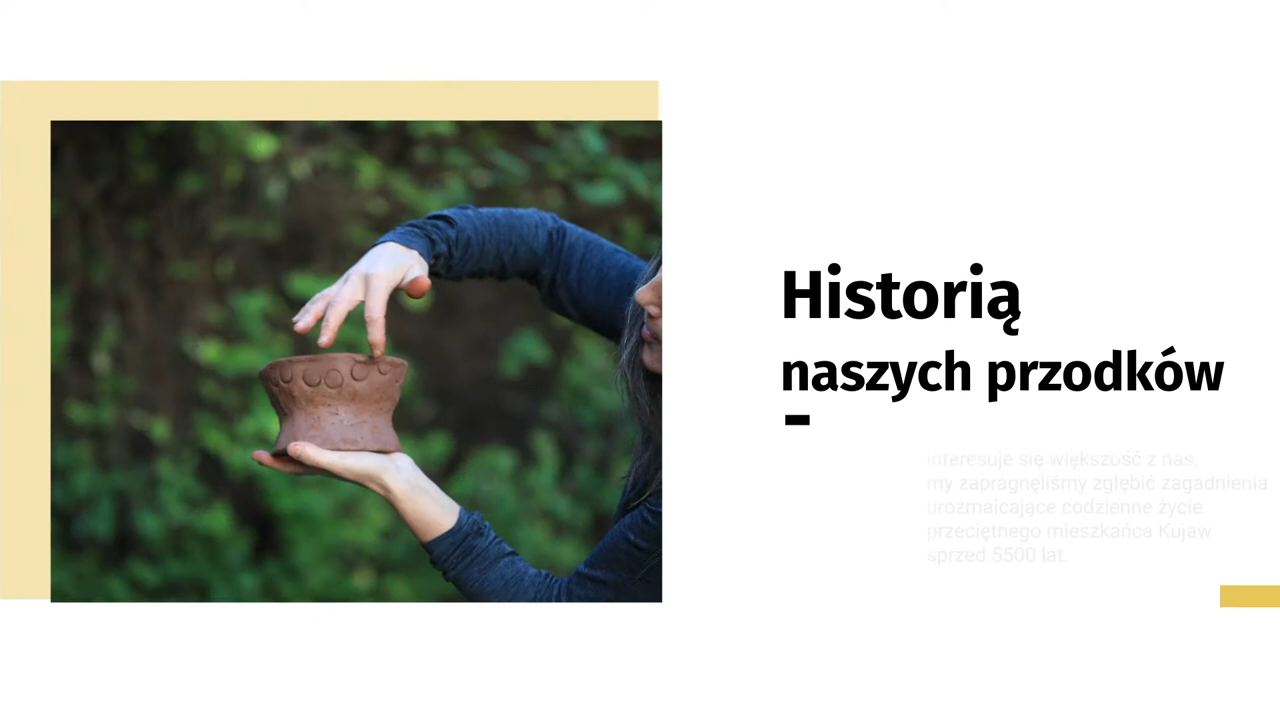 Historią
naszych przodków
-
interesuje się większość z nas,
my zapragnęliśmy zgłębić zagadnienia
urozmaicające codzienne życie
przeciętnego mieszkańca Kujaw
sprzed 5500 lat.